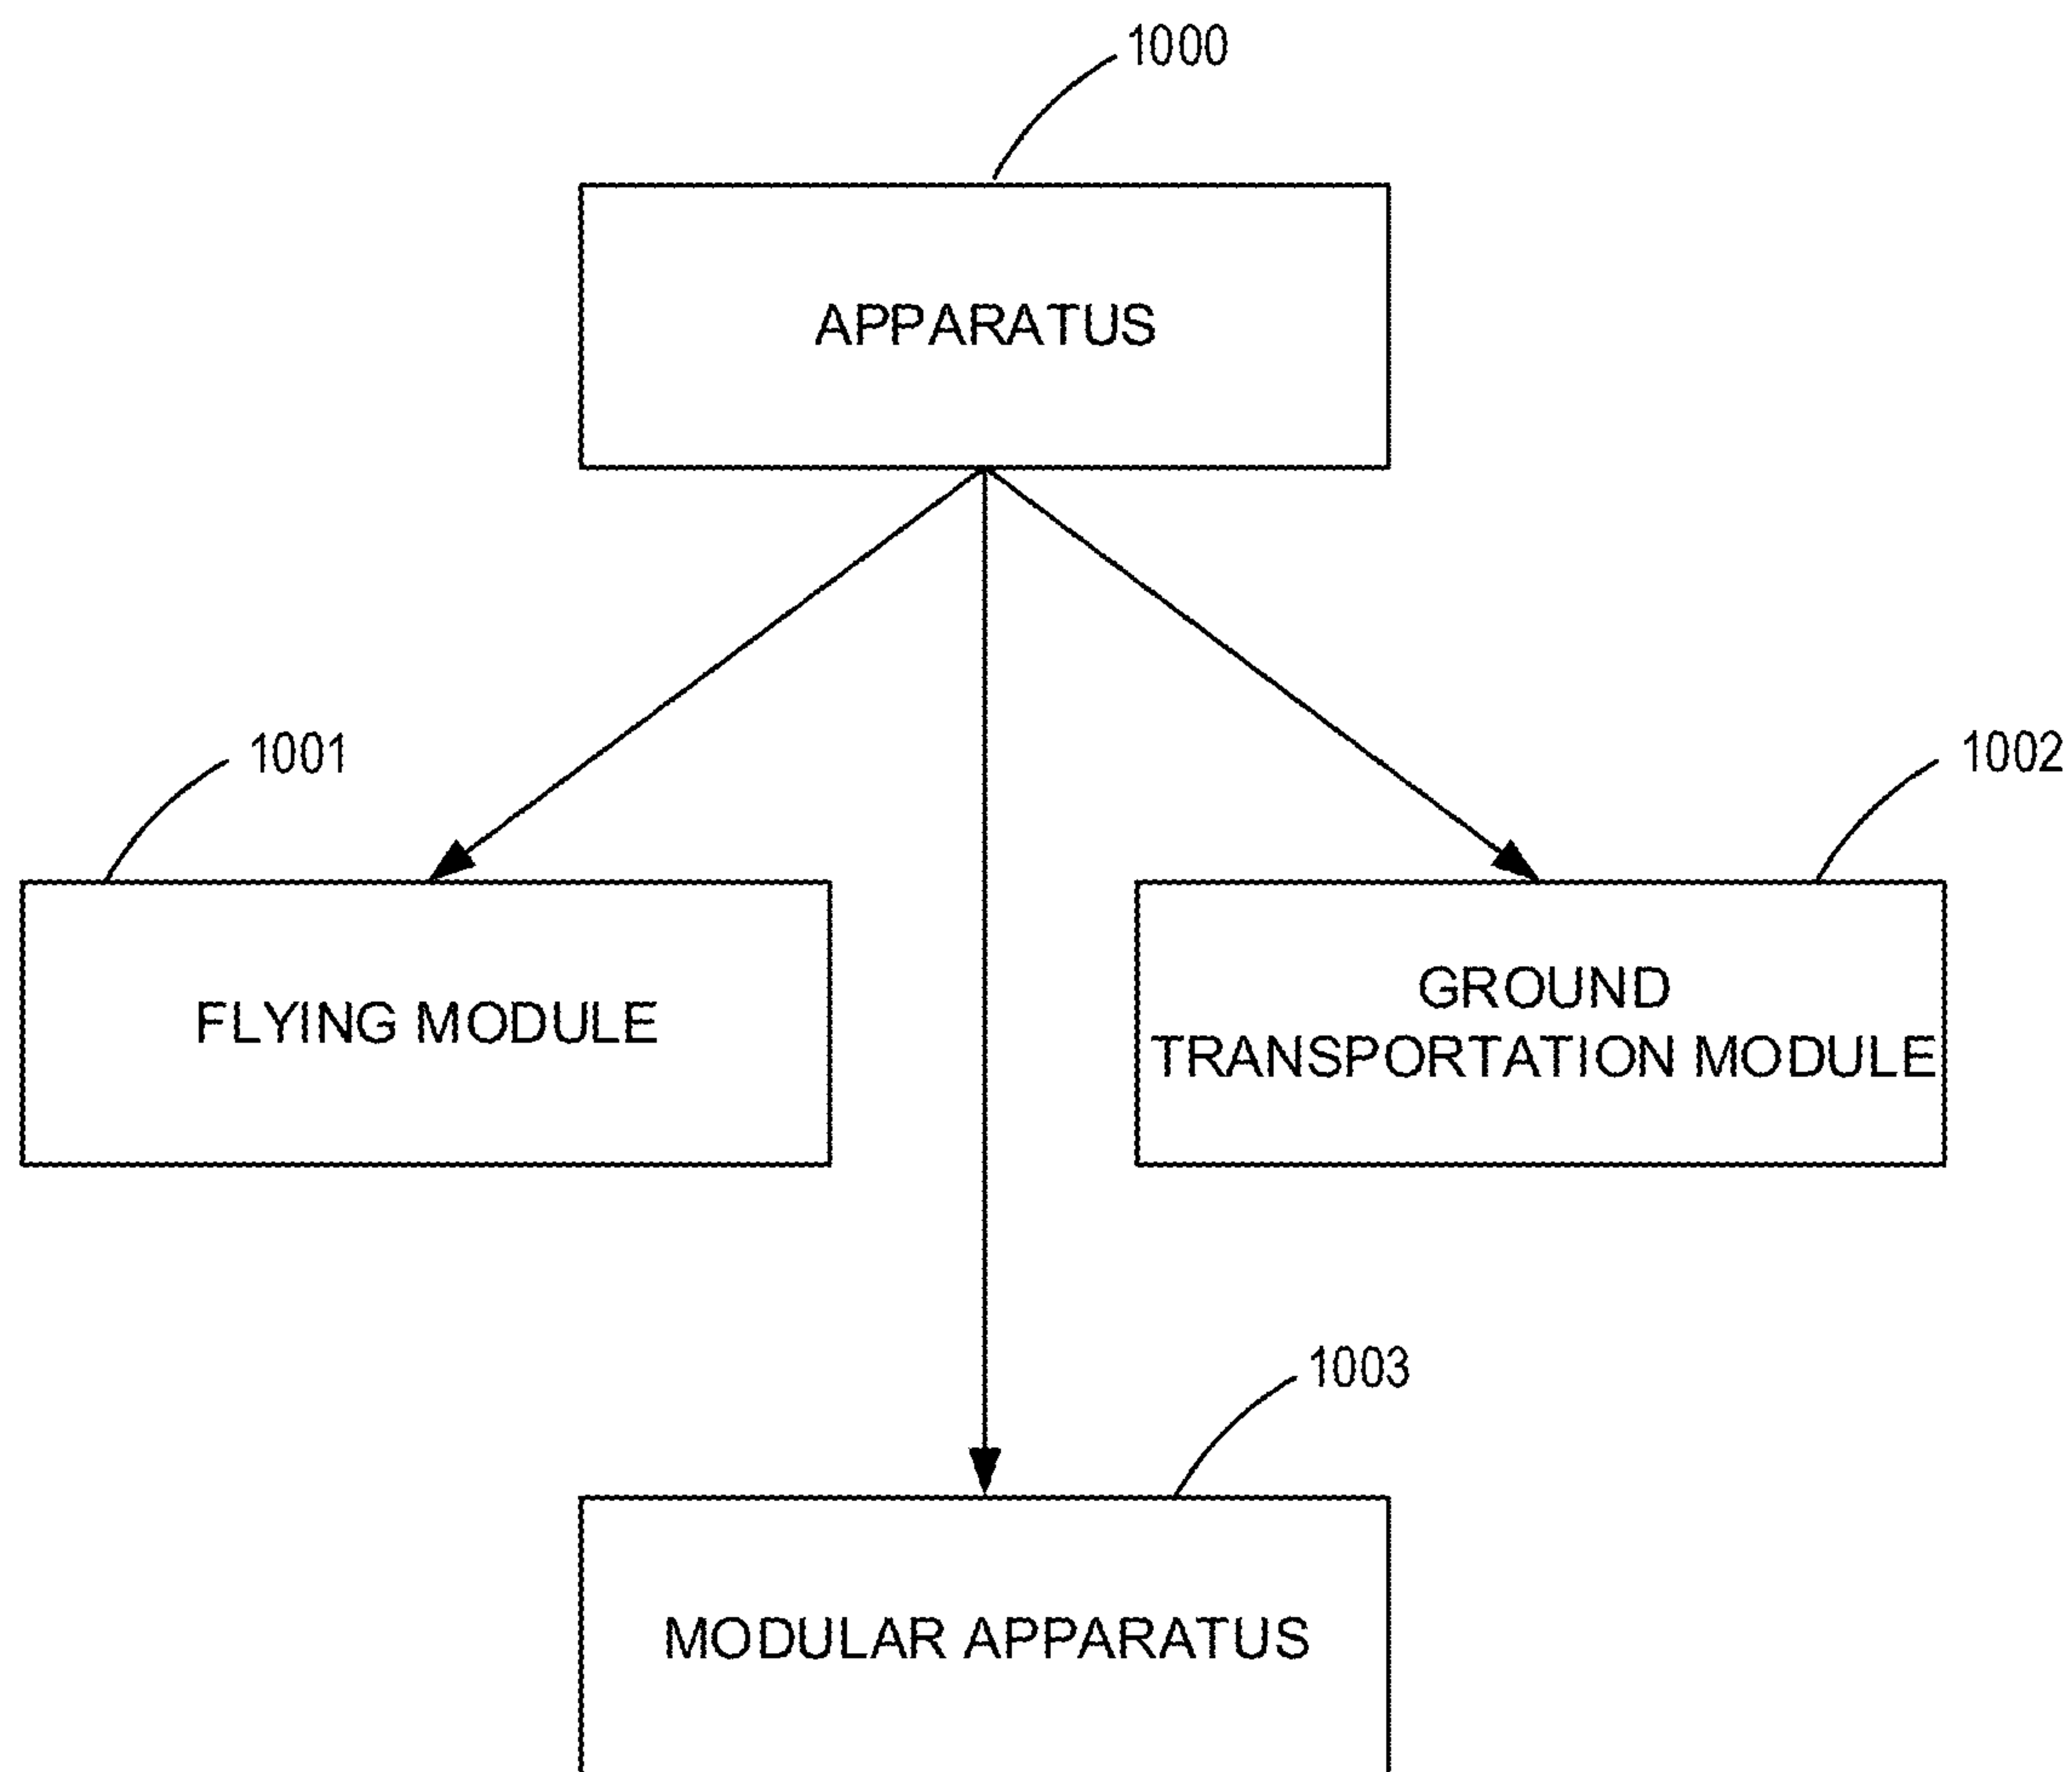 1000
APPARATUS
1001
1002
FLYING MODULE
GROUND
TRANSPORTATION MODULE
1003
MODULAR APPARATUS